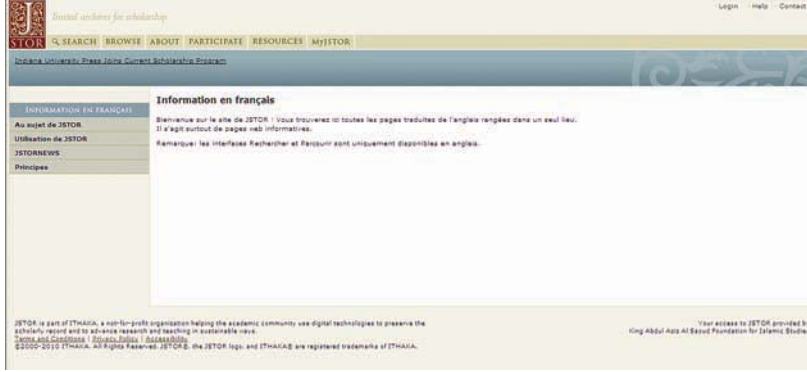 Login Help Contact
Trusted archives for scholarship
JSTOR
SEARCH BROWSE ABOUT PARTICIPATE RESOURCES MyJSTOR
Indiana University Press Joins Current Scholarship Program
INFORMATION EN FRANÇAIS
Au sujet de JSTOR
Utilisation de JSTOR
JSTORNEWS
Principes
Information en français
Bienvenue sur le site de JSTOR ! Vous trouverez ici toutes les pages traduites de l'anglais rangées dans un seul lieu.
Il s'agit surtout de pages web informatives.
Remarque: les interfaces Rechercher et Parcourir sont uniquement disponibles en anglais.
JSTOR is part of ITHAKA, a not-for-profit organization helping the academic community use digital technologies to preserve the
scholarly record and to advance research and teaching in sustainable ways.
Terms and Conditions | Privacy Policy | Accessibility
©2000-2010 ITHAKA. All Rights Reserved. JSTOR®, the JSTOR logo, and ITHAKA® are registered trademarks of ITHAKA.
Your access to JSTOR provided b
King Abdul Aziz Al Saoud Foundation for Islamic Studie